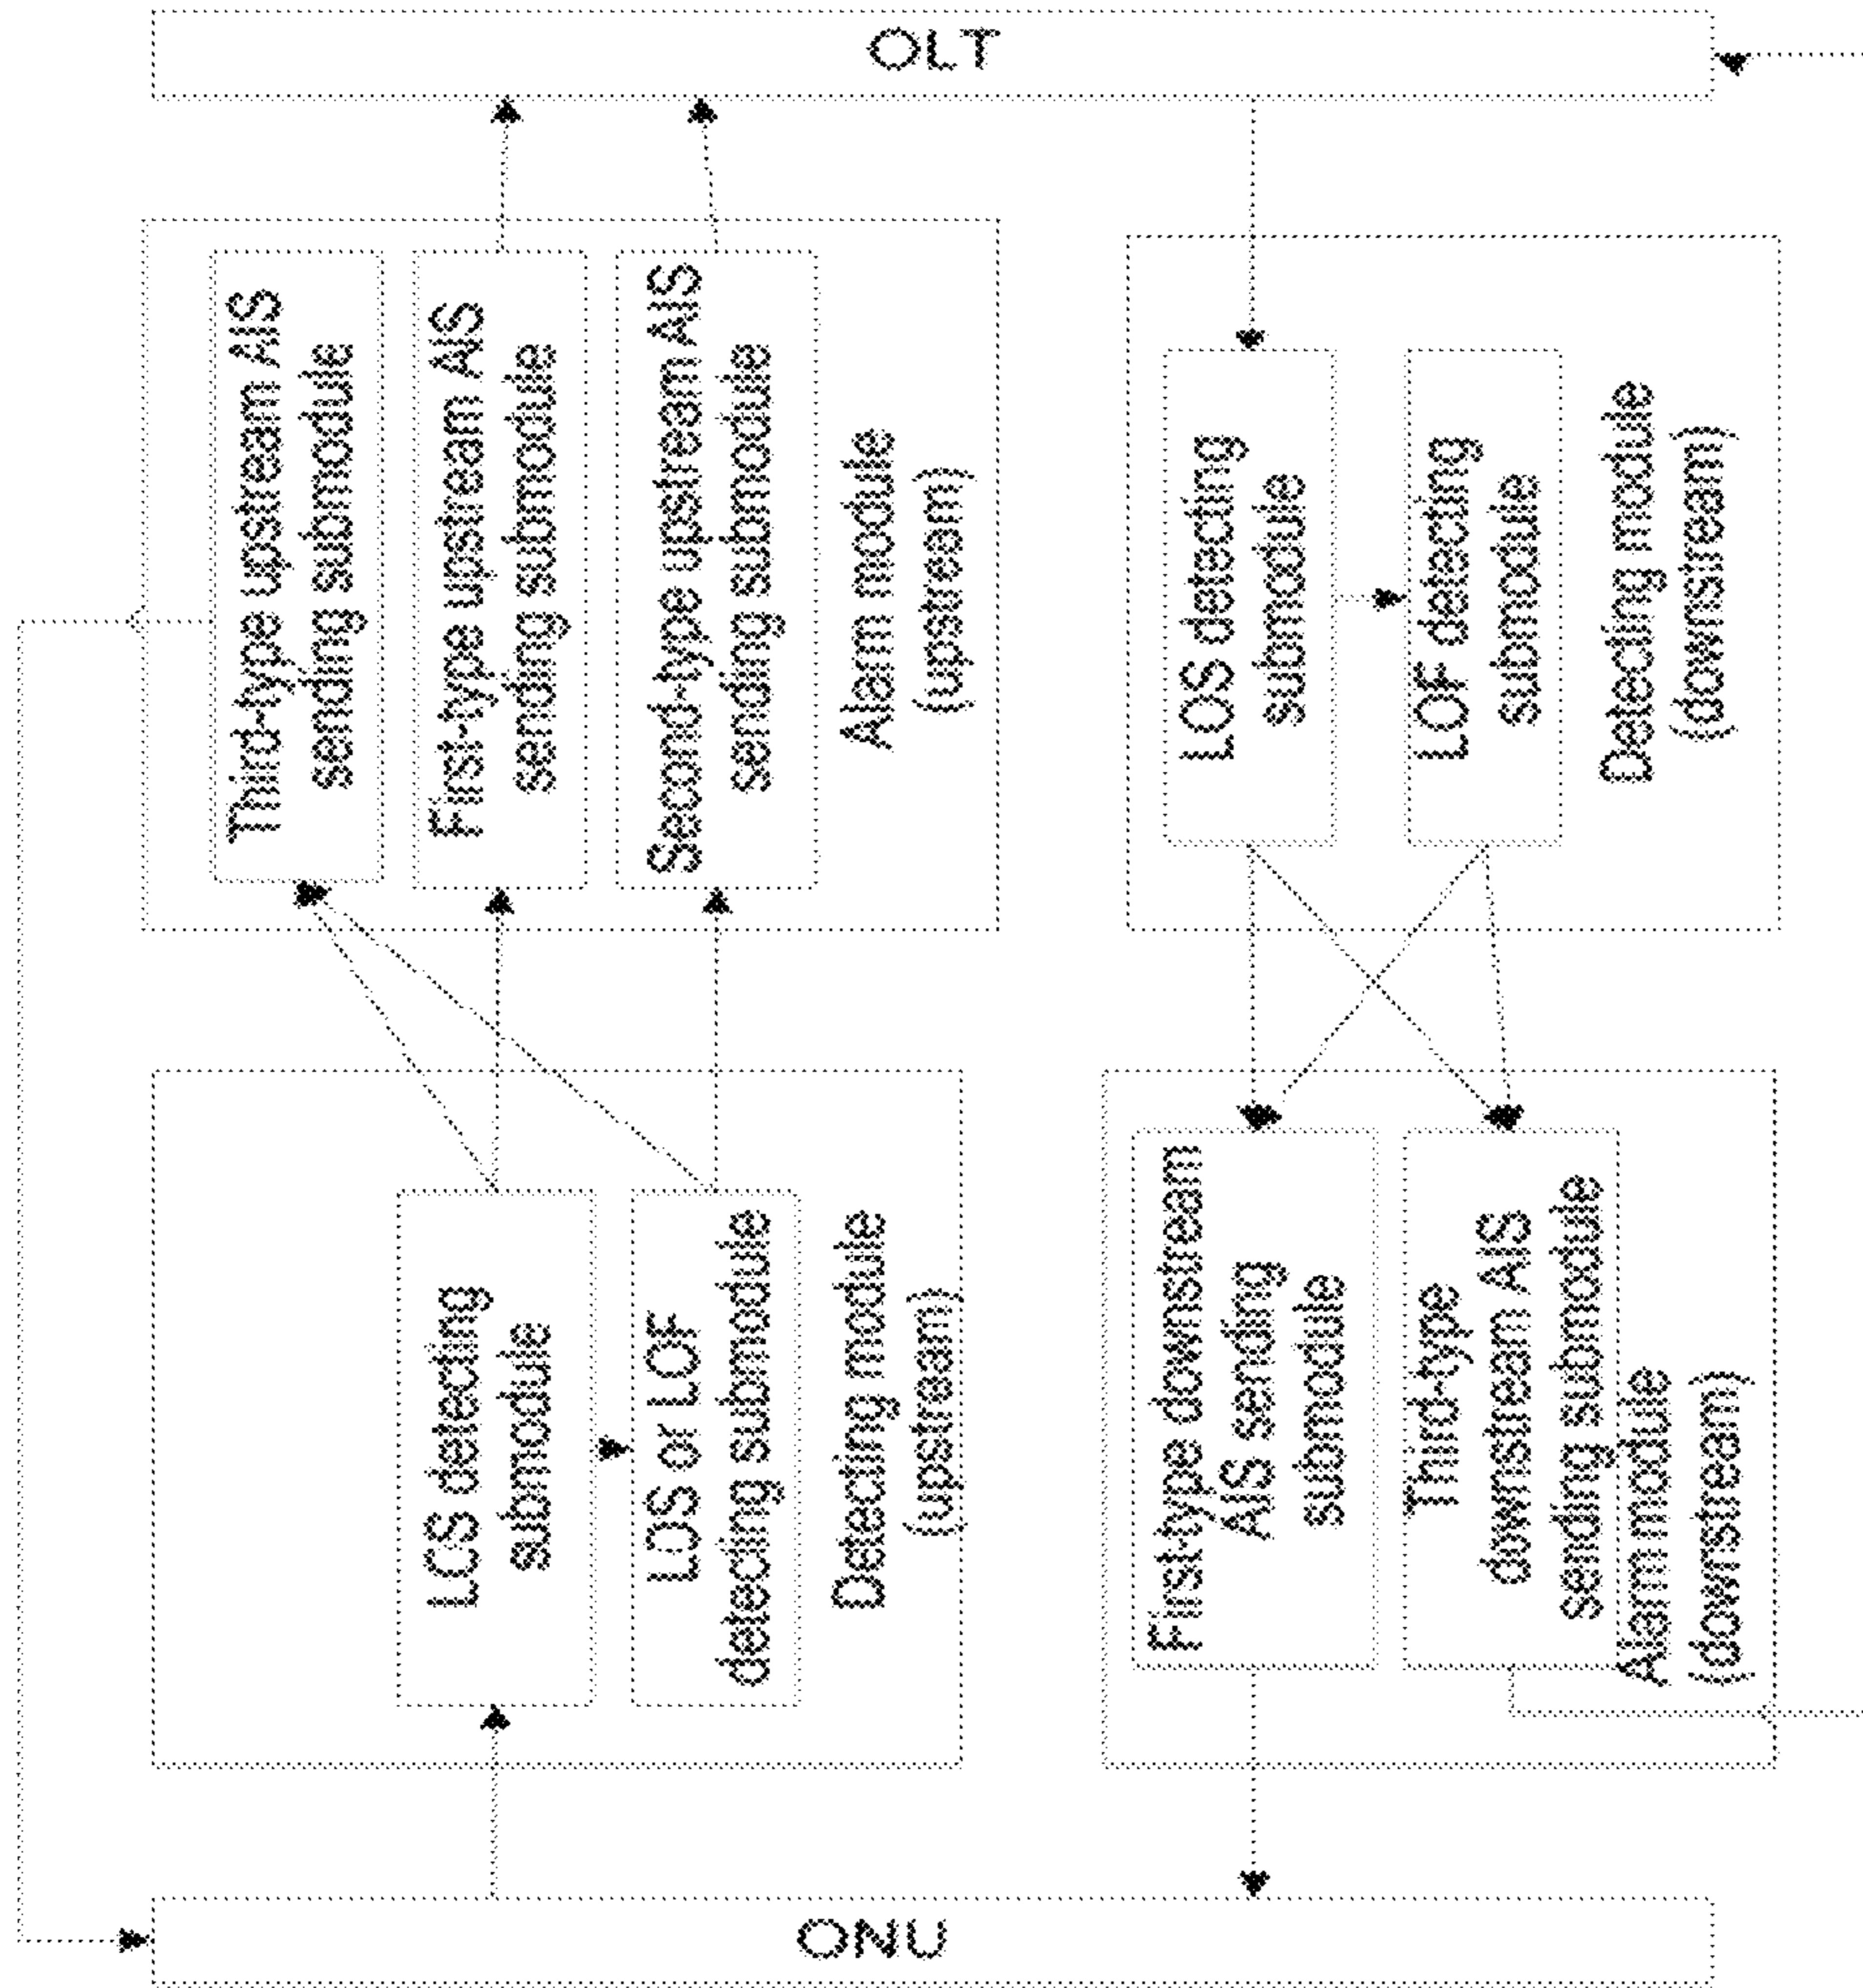 OLT
Third-type upstream AIS
sending submodule
First-type upstream AIS
sending submodule
Second-type upstream AIS
sending submodule
Alarm module
(upstream)
LOS detecting
submodule
LOF detecting
submodule
Detecting module
(downstream)
LCS detecting
submodule
LOS or LOF
detecting submodule
Detecting module
(upstream)
First-type downstream
AIS sending
submodule
Third-type
downstream AIS
sending submodule
Alarm module
(downstream)
ONU